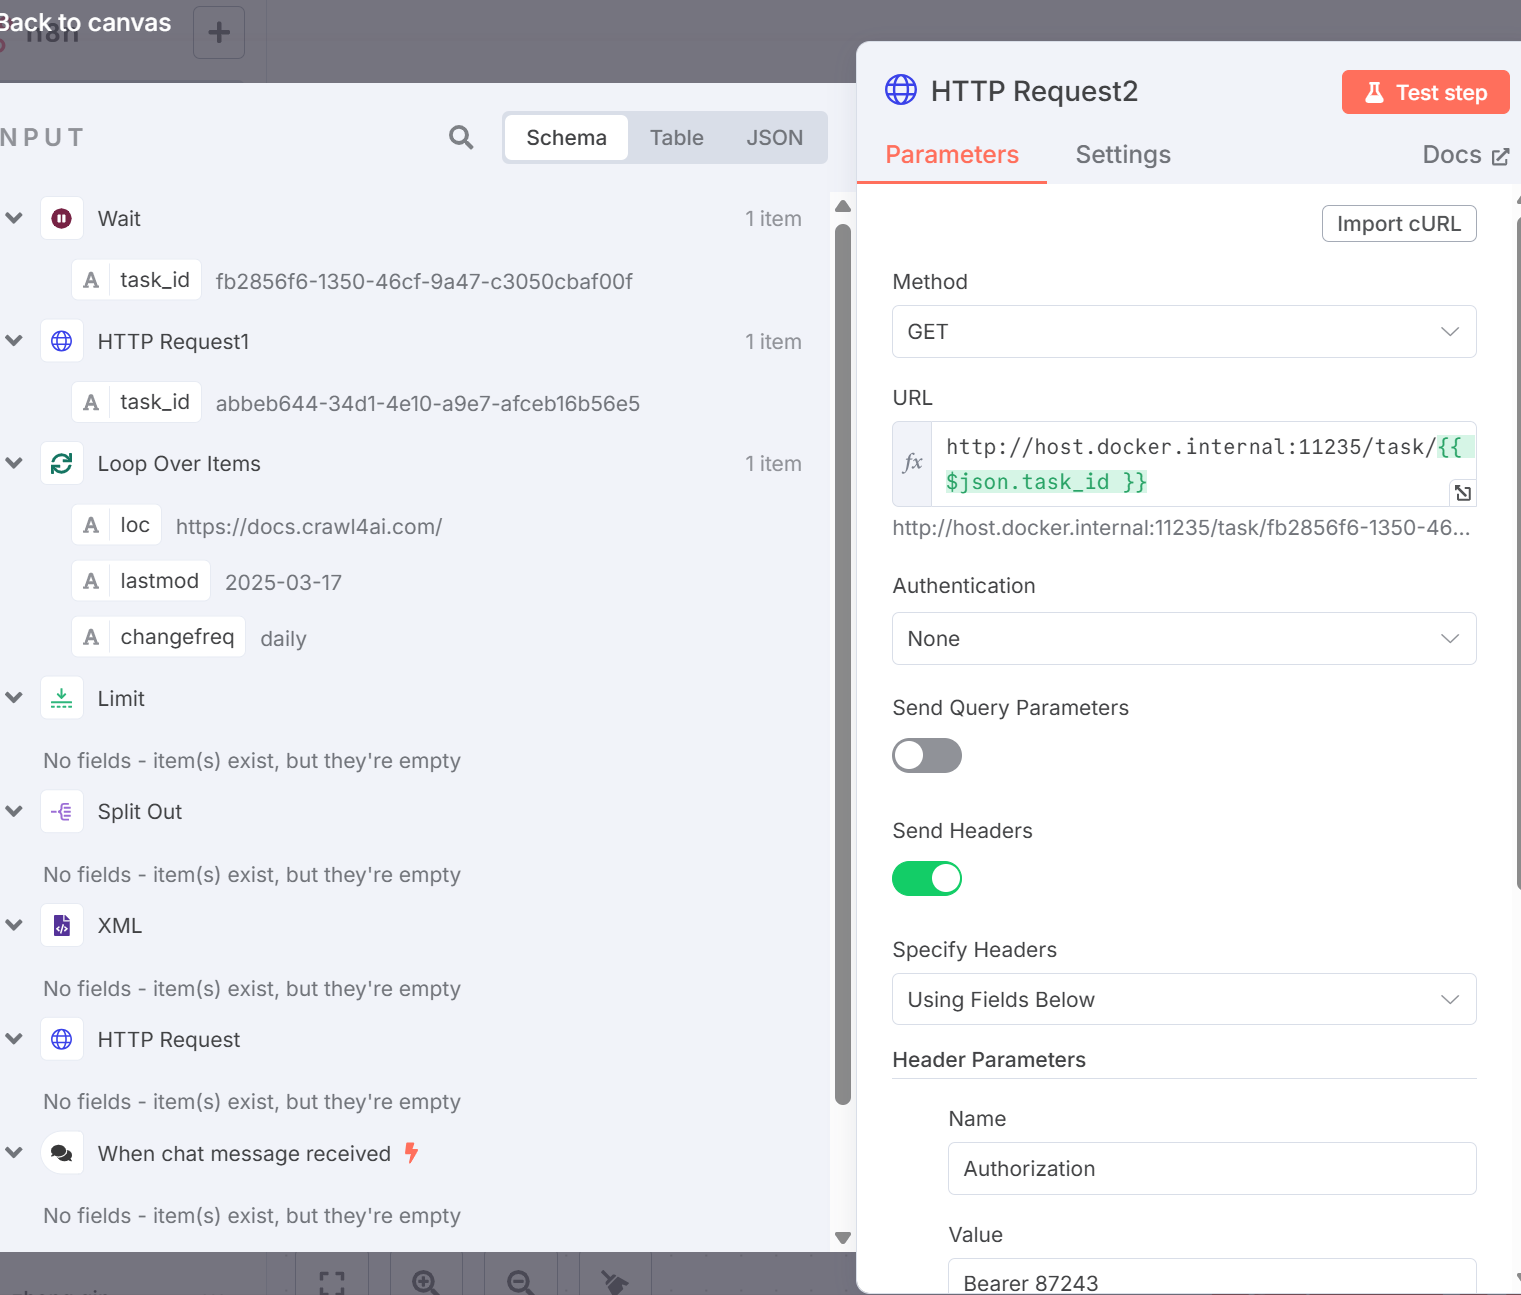 Back to canvas
n8n
NPUT
Schema
Table
JSON
Wait
1 item
A task_id fb2856f6-1350-46cf-9a47-c3050cbaf00f
HTTP Request1
1 item
A task_id abbeb644-34d1-4e10-a9e7-afceb16b56e5
Loop Over Items
1 item
A loc https://docs.crawl4ai.com/
A lastmod 2025-03-17
A changefreq daily
Limit
No fields - item(s) exist, but they're empty
Split Out
No fields - item(s) exist, but they're empty
XML
No fields - item(s) exist, but they're empty
HTTP Request
No fields - item(s) exist, but they're empty
When chat message received
No fields - item(s) exist, but they're empty
HTTP Request2
Test step
Parameters
Settings
Docs
Import cURL
Method
GET
URL
fx
http://host.docker.internal:11235/task/{{
$json.task_id }}
http://host.docker.internal:11235/task/fb2856f6-1350-46...
Authentication
None
Send Query Parameters
Send Headers
Specify Headers
Using Fields Below
Header Parameters
Name
Authorization
Value
Bearer 87243